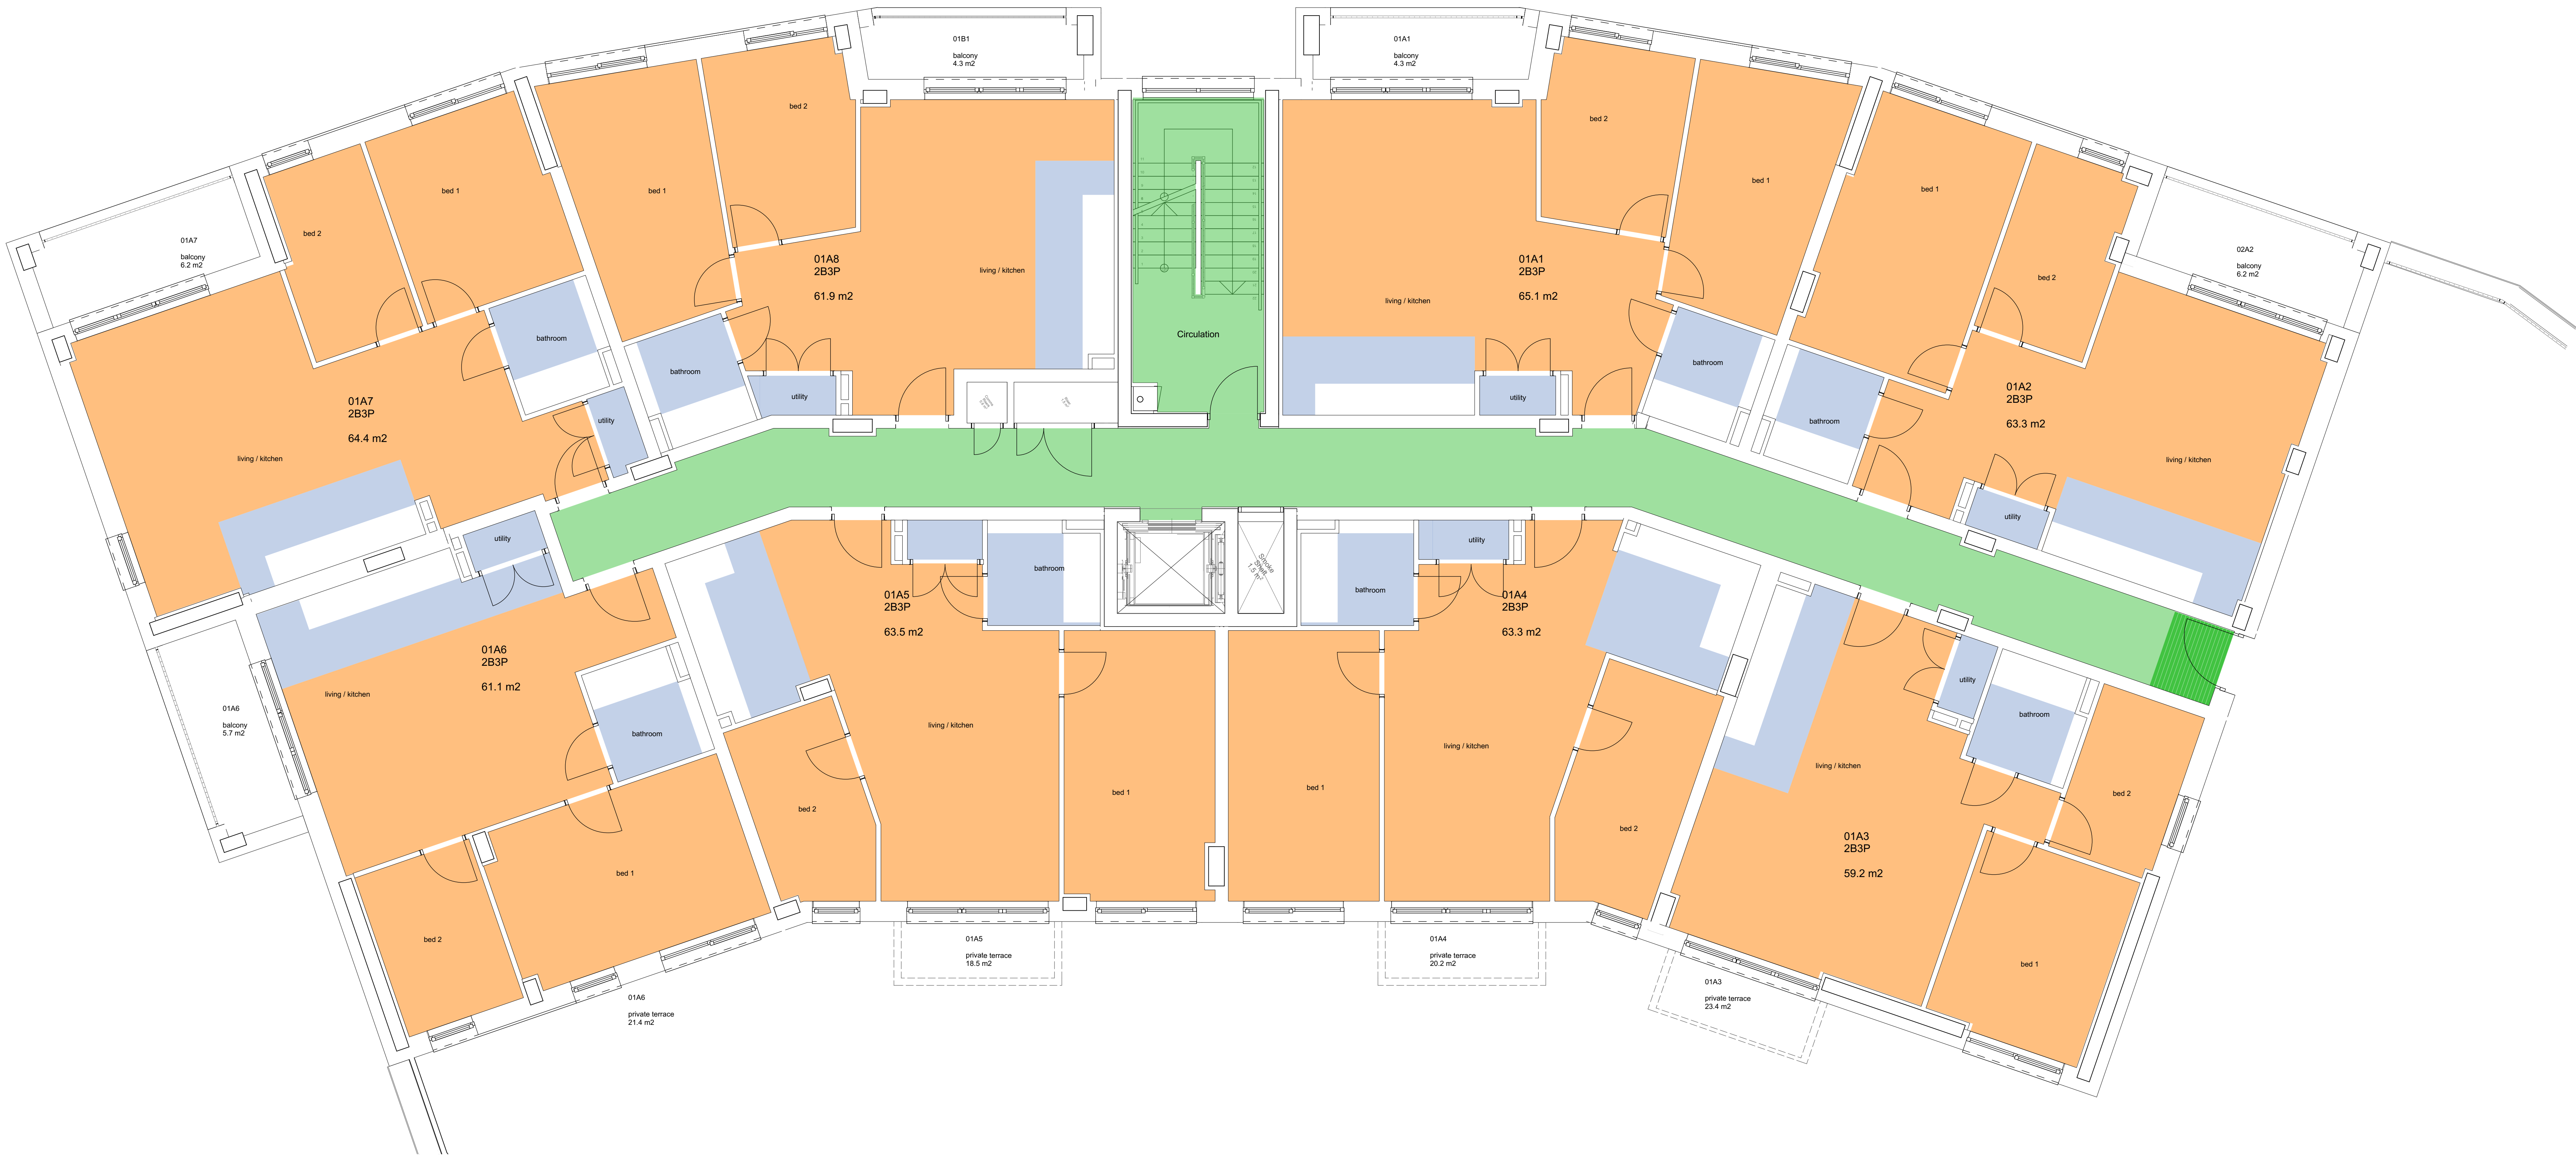 01B1
balcony
4.3 m2
01A1
balcony
4.3 m2
bed 2
bed 1
bed 2
bed 1
bed 1
bed 2
bed 1
bed 2
01A7
balcony
6.2 m2
02A2
balcony
6.2 m2
01A8
2B3P
61.9 m2
living / kitchen
01A1
2B3P
65.1 m2
living / kitchen
Circulation
bathroom
bathroom
bathroom
bathroom
utility
utility
utility
utility
01A7
2B3P
64.4 m2
living / kitchen
01A2
2B3P
63.3 m2
living / kitchen
utility
utility
utility
utility
bathroom
bathroom
bathroom
bathroom
Smoke
Shaft
1.5 m²
01A6
2B3P
61.1 m2
living / kitchen
01A5
2B3P
63.5 m2
living / kitchen
01A4
2B3P
63.3 m2
living / kitchen
01A3
2B3P
59.2 m2
living / kitchen
01A6
balcony
5.7 m2
bed 1
bed 2
bed 2
bed 1
bed 1
bed 2
bed 2
bed 1
01A6
private terrace
21.4 m2
01A5
private terrace
18.5 m2
01A4
private terrace
20.2 m2
01A3
private terrace
23.4 m2